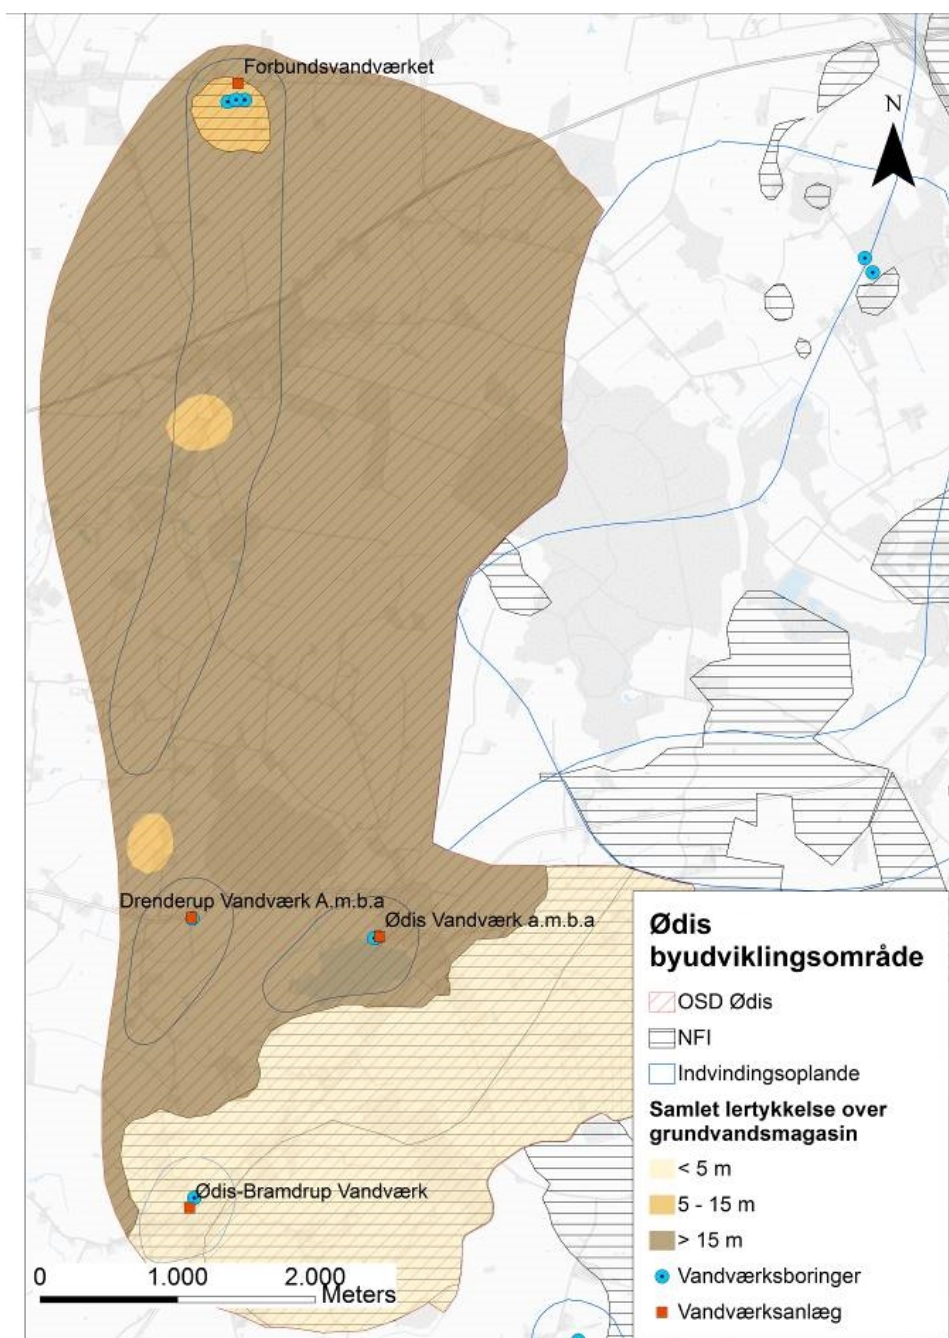 Forbundsvandværket
N
Drenderup Vandværk A.m.b.a
Ødis Vandværk a.m.b.a
Ødis-Bramdrup Vandværk
0 1.000 2.000
Meters
Ødis
byudviklingsområde
OSD Ødis
NFI
Indvindingsoplande
Samlet lertykkelse over
grundvandsmagasin
< 5 m
5 - 15 m
> 15 m
Vandværksboringer
Vandværksanlæg